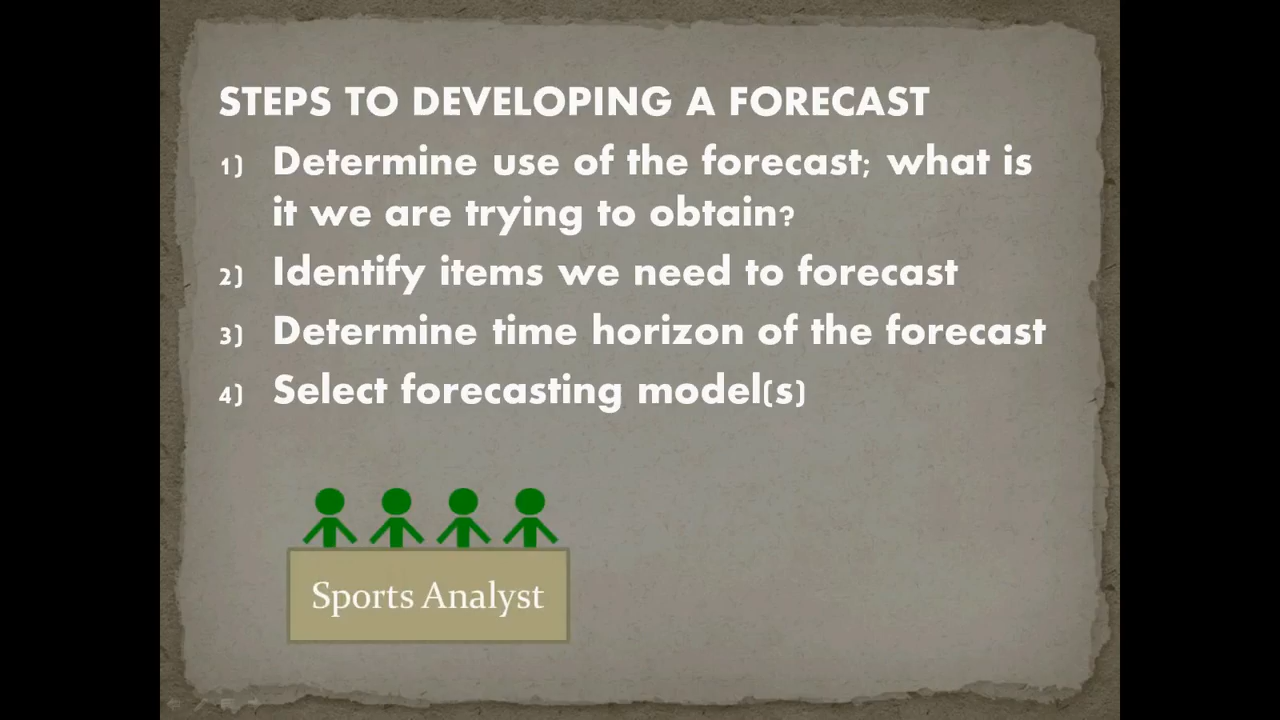 STEPS TO DEVELOPING A FORECAST
1) Determine use of the forecast; what is
it we are trying to obtain?
2) Identify items we need to forecast
3) Determine time horizon of the forecast
4) Select forecasting model(s)
Sports Analyst